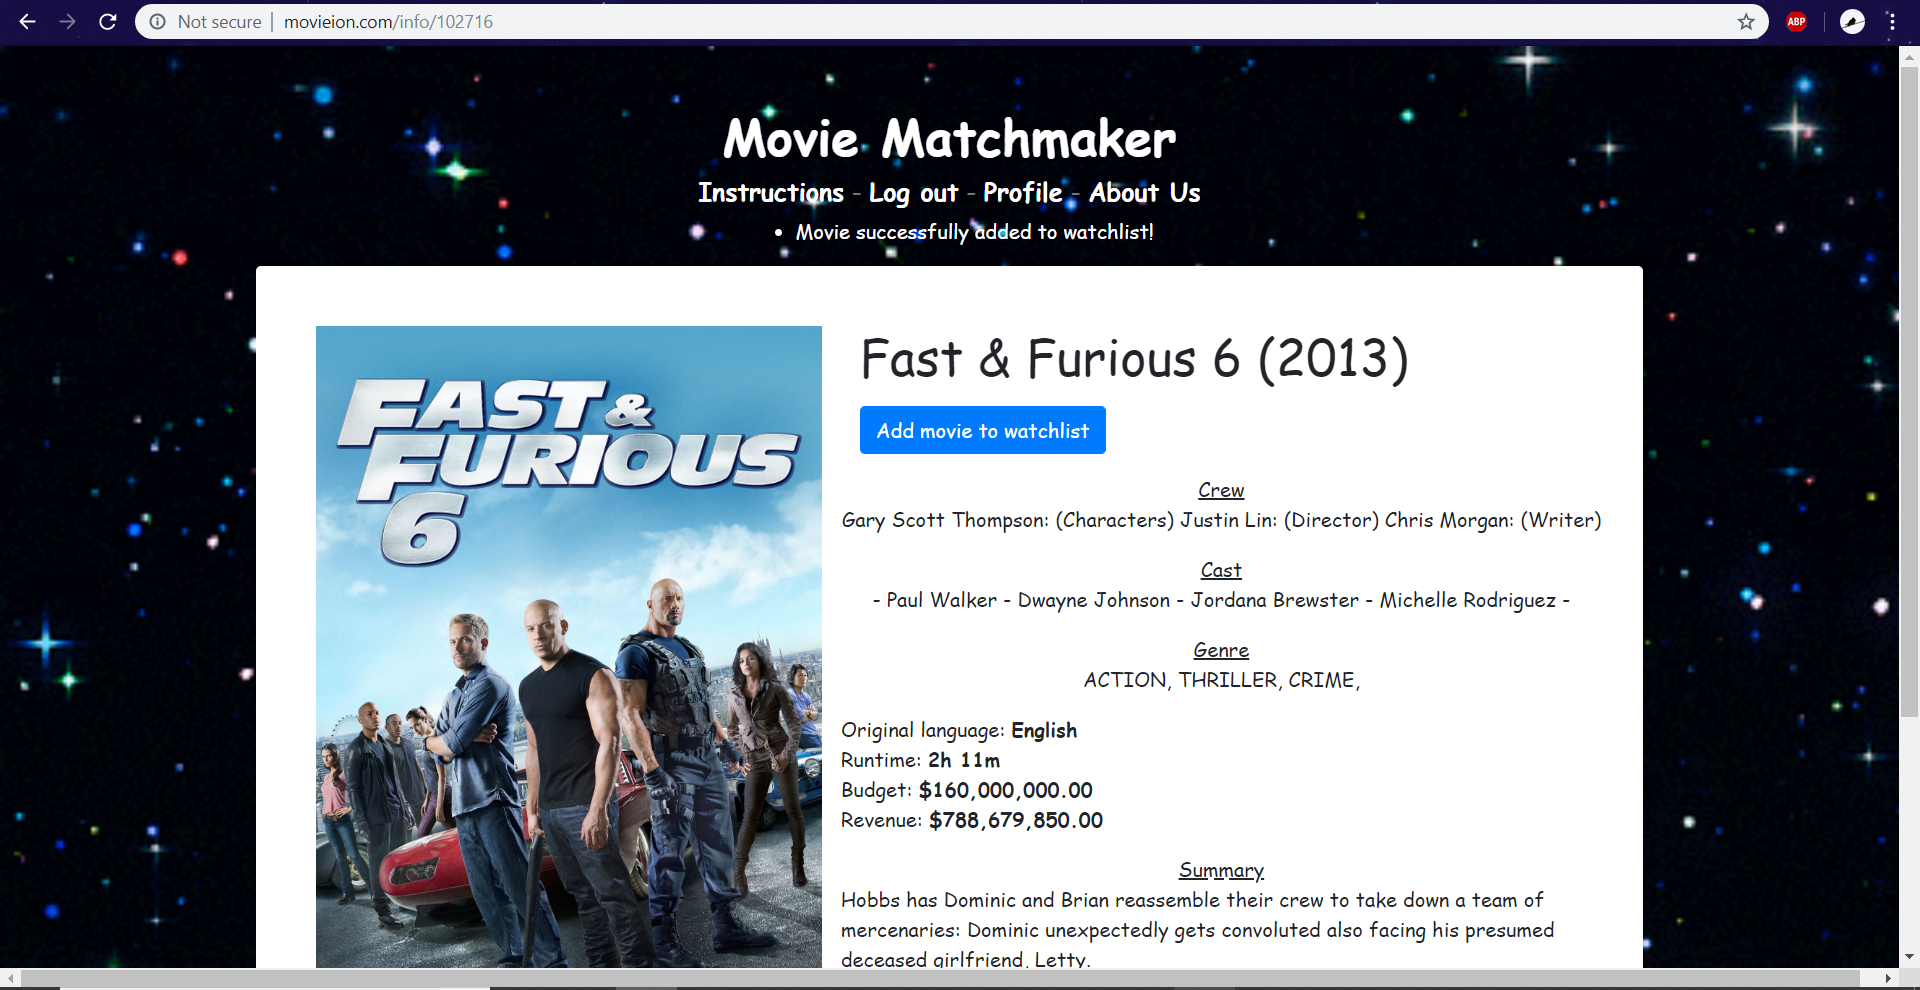 Not secure | movieion.com/info/102716
ABP
Movie Matchmaker
Instructions - Log out - Profile - About Us
• Movie successfully added to watchlist!
FAST &
FURIOUS
6
Fast & Furious 6 (2013)
Add movie to watchlist
Crew
Gary Scott Thompson: (Characters) Justin Lin: (Director) Chris Morgan: (Writer)
Cast
- Paul Walker - Dwayne Johnson - Jordana Brewster - Michelle Rodriguez -
Genre
ACTION, THRILLER, CRIME,
Original language: English
Runtime: 2h 11m
Budget: $160,000,000.00
Revenue: $788,679,850.00
Summary
Hobbs has Dominic and Brian reassemble their crew to take down a team of
mercenaries: Dominic unexpectedly gets convoluted also facing his presumed
deceased girlfriend, Letty.